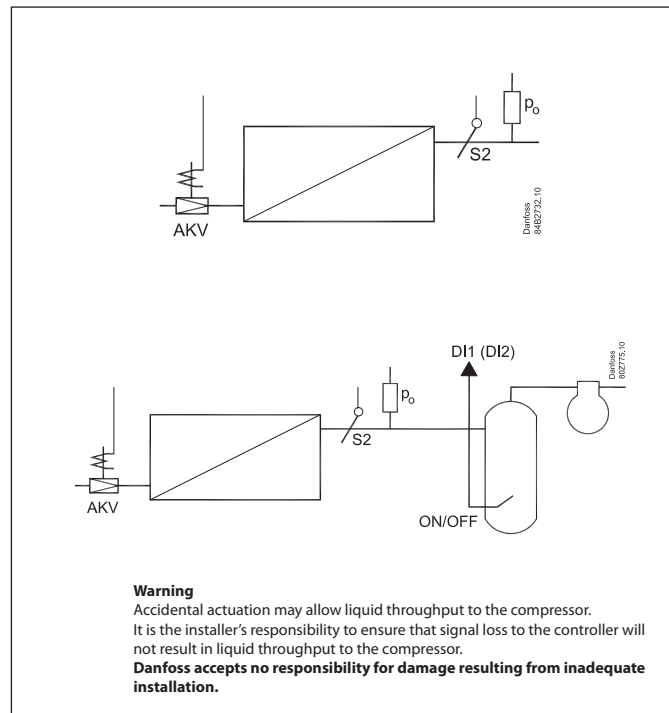 p₀
S2
AKV
Danfoss
84B2732.10
DI1 (DI2)
Danfoss
80Z775.10
p₀
S2
AKV
ON/OFF
Warning
Accidental actuation may allow liquid throughput to the compressor.
It is the installer's responsibility to ensure that signal loss to the controller will
not result in liquid throughput to the compressor.
Danfoss accepts no responsibility for damage resulting from inadequate
installation.